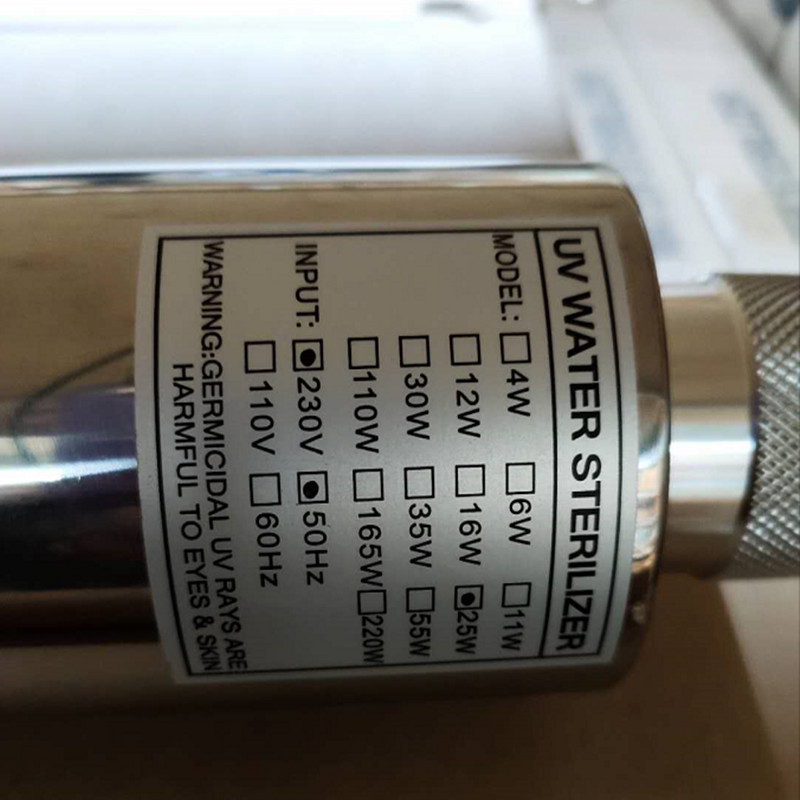 UV WATER STERILIZER
MODEL: ☐4W ☐6W ☐11W
☐12W ☐16W ☑25W
☐30W ☐35W ☐55W
☐110W ☐165W ☐220W
INPUT: ☑230V ☑50Hz
☐110V ☐60Hz
WARNING:GERMICIDAL UV RAYS ARE
HARMFUL TO EYES & SKIN